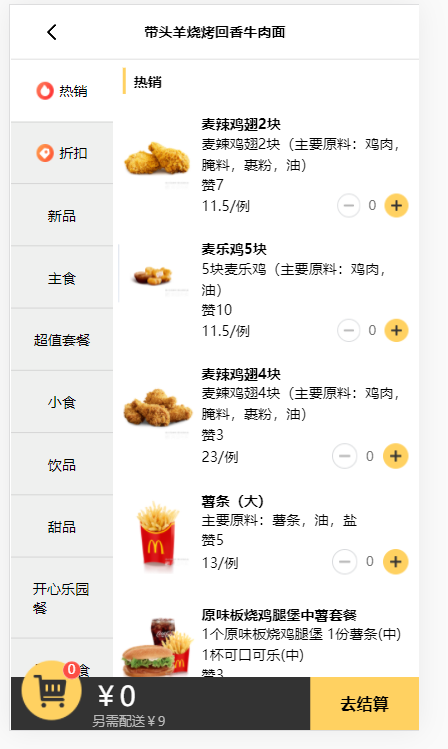 带头羊烧烤回香牛肉面
热销
折扣
新品
主食
超值套餐
小食
饮品
甜品
开心乐园
餐
食
热销
麦辣鸡翅2块
麦辣鸡翅2块（主要原料：鸡肉，
腌料，裹粉，油）
赞7
11.5/例
0
麦乐鸡5块
5块麦乐鸡（主要原料：鸡肉，
油）
赞10
11.5/例
0
麦辣鸡翅4块
麦辣鸡翅4块（主要原料：鸡肉，
腌料，裹粉，油）
赞3
23/例
0
薯条（大）
主要原料：薯条，油，盐
赞5
13/例
0
原味板烧鸡腿堡中薯套餐
1个原味板烧鸡腿堡 1份薯条(中)
1杯可口可乐(中)
赞3
0
￥0
另需配送￥9
去结算